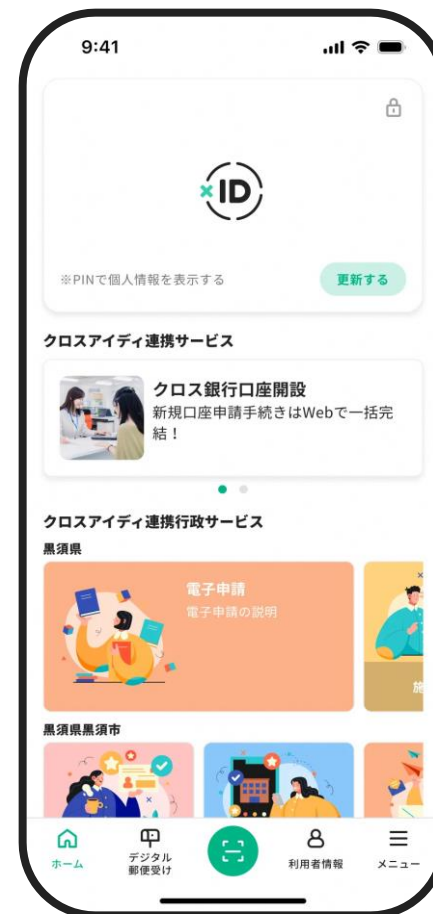 9:41
×ID
※PINで個人情報を表示する
更新する
クロスアイディ連携サービス
クロス銀行口座開設
新規口座申請手続きはWebで一括完
結！
クロスアイディ連携行政サービス
黒須県
電子申請
電子申請の説明
施
黒須県黒須市
ホーム
デジタル
郵便受け
利用者情報
メニュー